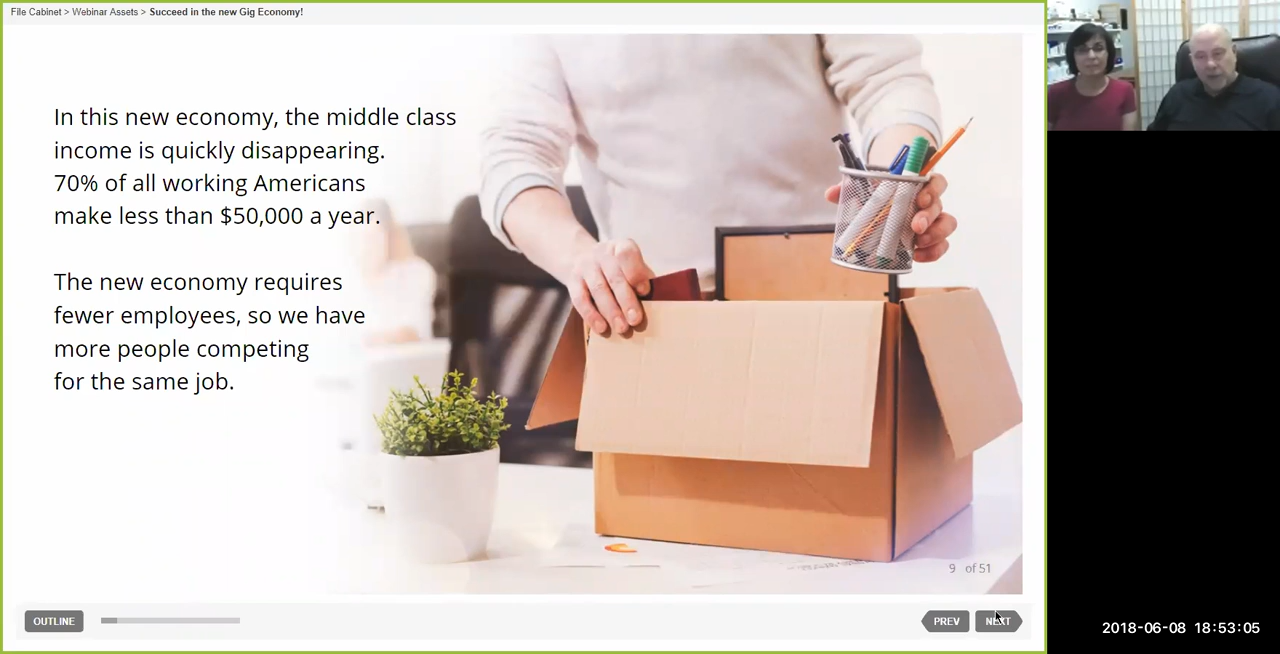 File Cabinet > Webinar Assets > Succeed in the new Gig Economy!
In this new economy, the middle class
income is quickly disappearing.
70% of all working Americans
make less than $50,000 a year.
The new economy requires
fewer employees, so we have
more people competing
for the same job.
9 of 51
OUTLINE
PREV
NEXT
2018-06-08 18:53:05